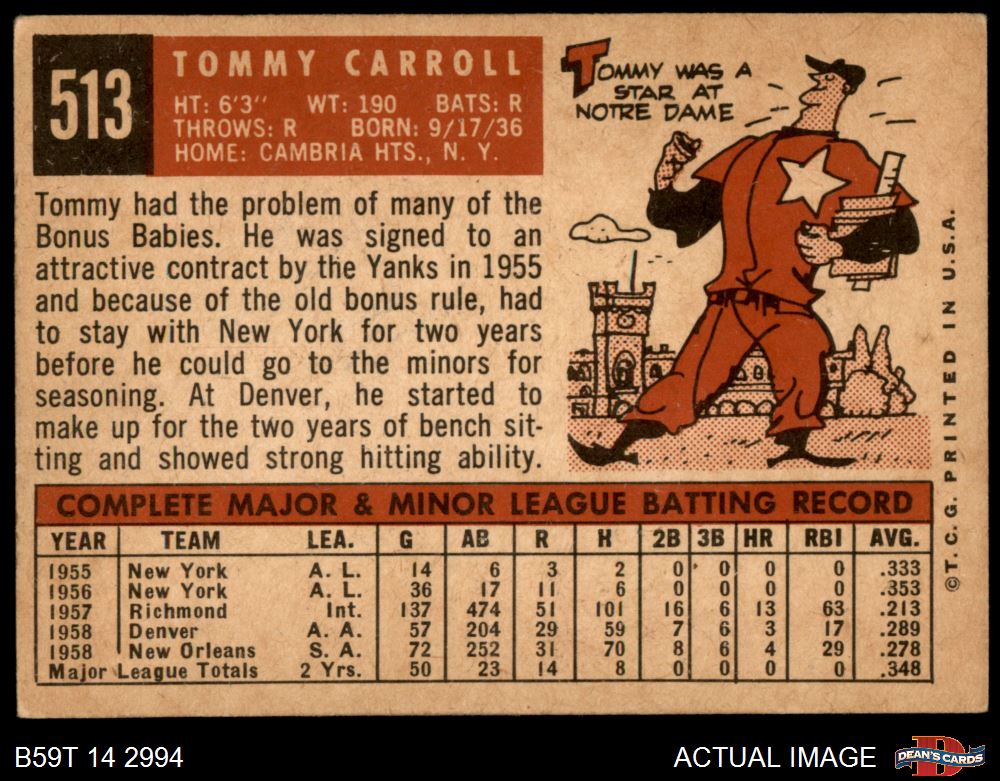 513
TOMMY CARROLL
HT: 6'3" WT: 190 BATS: R
THROWS: R BORN: 9/17/36
HOME: CAMBRIA HTS., N. Y.
TOMMY WAS A
STAR AT
NOTRE DAME
Tommy had the problem of many of the
Bonus Babies. He was signed to an
attractive contract by the Yanks in 1955
and because of the old bonus rule, had
to stay with New York for two years
before he could go to the minors for
seasoning. At Denver, he started to
make up for the two years of bench sit-
ting and showed strong hitting ability.
COMPLETE MAJOR & MINOR LEAGUE BATTING RECORD
YEAR TEAM LEA. G AB R H 2B 3B HR RBI AVG.
1955 New York A. L. 14 6 3 2 0 0 0 0 .333
1956 New York A. L. 36 17 11 6 0 0 0 0 .353
1957 Richmond Int. 137 474 51 101 16 6 13 63 .213
1958 Denver A. A. 57 204 29 59 7 6 3 17 .289
1958 New Orleans S. A. 72 252 31 70 8 6 4 29 .278
Major League Totals 2 Yrs. 50 23 14 8 0 0 0 0 .348
©T. C. G. PRINTED IN U.S.A.
B59T 14 2994
ACTUAL IMAGE
D
DEAN'S CARDS